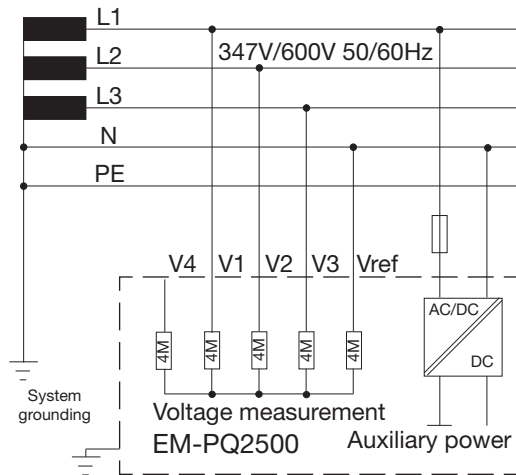 L1
L2
347V/600V 50/60Hz
L3
N
PE
V4 V1 V2 V3 Vref
AC/DC
4M 4M 4M 4M 4M
DC
System
grounding
Voltage measurement
EM-PQ2500
Auxiliary power